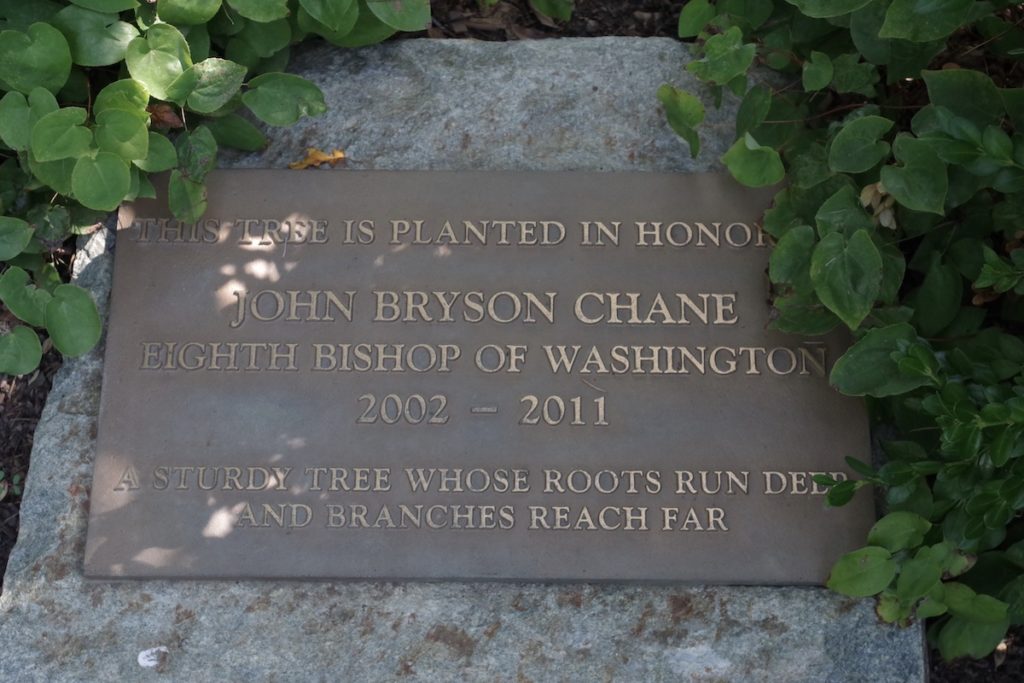 THIS TREE IS PLANTED IN HONOR
JOHN BRYSON CHANE
EIGHTH BISHOP OF WASHINGTON
2002 – 2011
A STURDY TREE WHOSE ROOTS RUN DEEP
AND BRANCHES REACH FAR